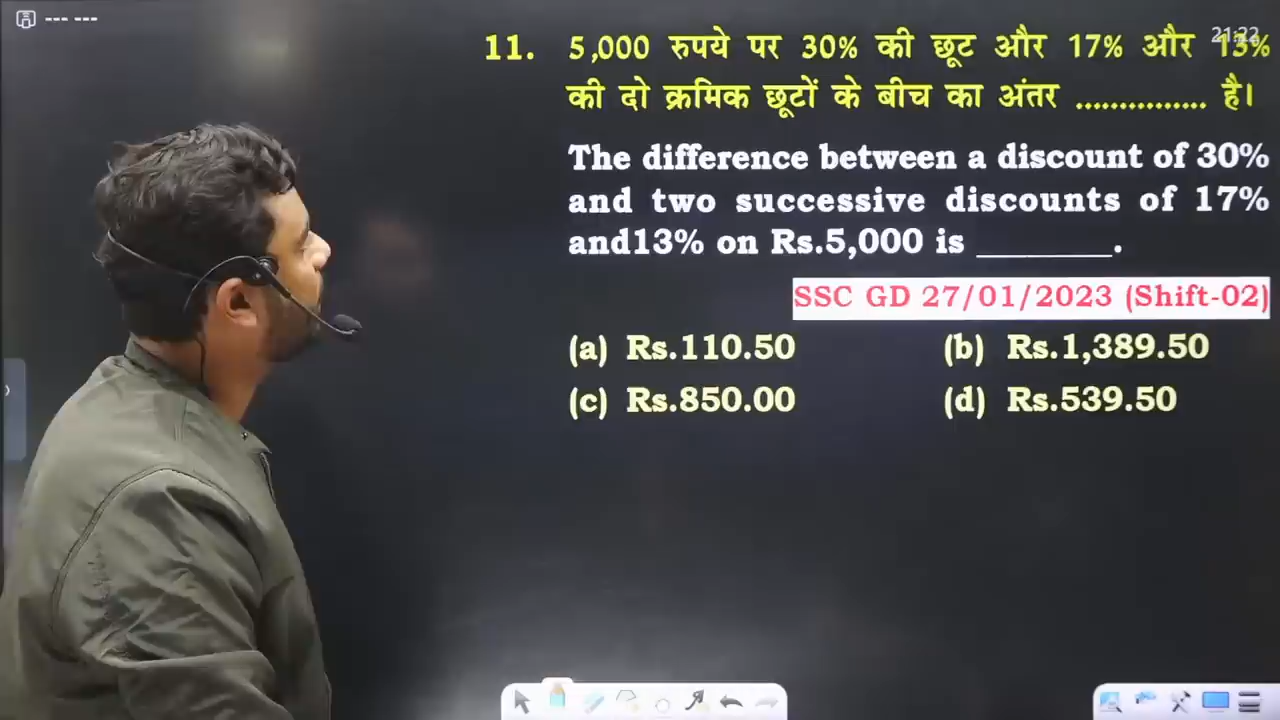 21:22
11. 5,000 रुपये पर 30% की छूट और 17% और 13%
की दो क्रमिक छूटों के बीच का अंतर ............... है।
The difference between a discount of 30%
and two successive discounts of 17%
and13% on Rs.5,000 is ________.
SSC GD 27/01/2023 (Shift-02)
(a) Rs.110.50 (b) Rs.1,389.50
(c) Rs.850.00 (d) Rs.539.50